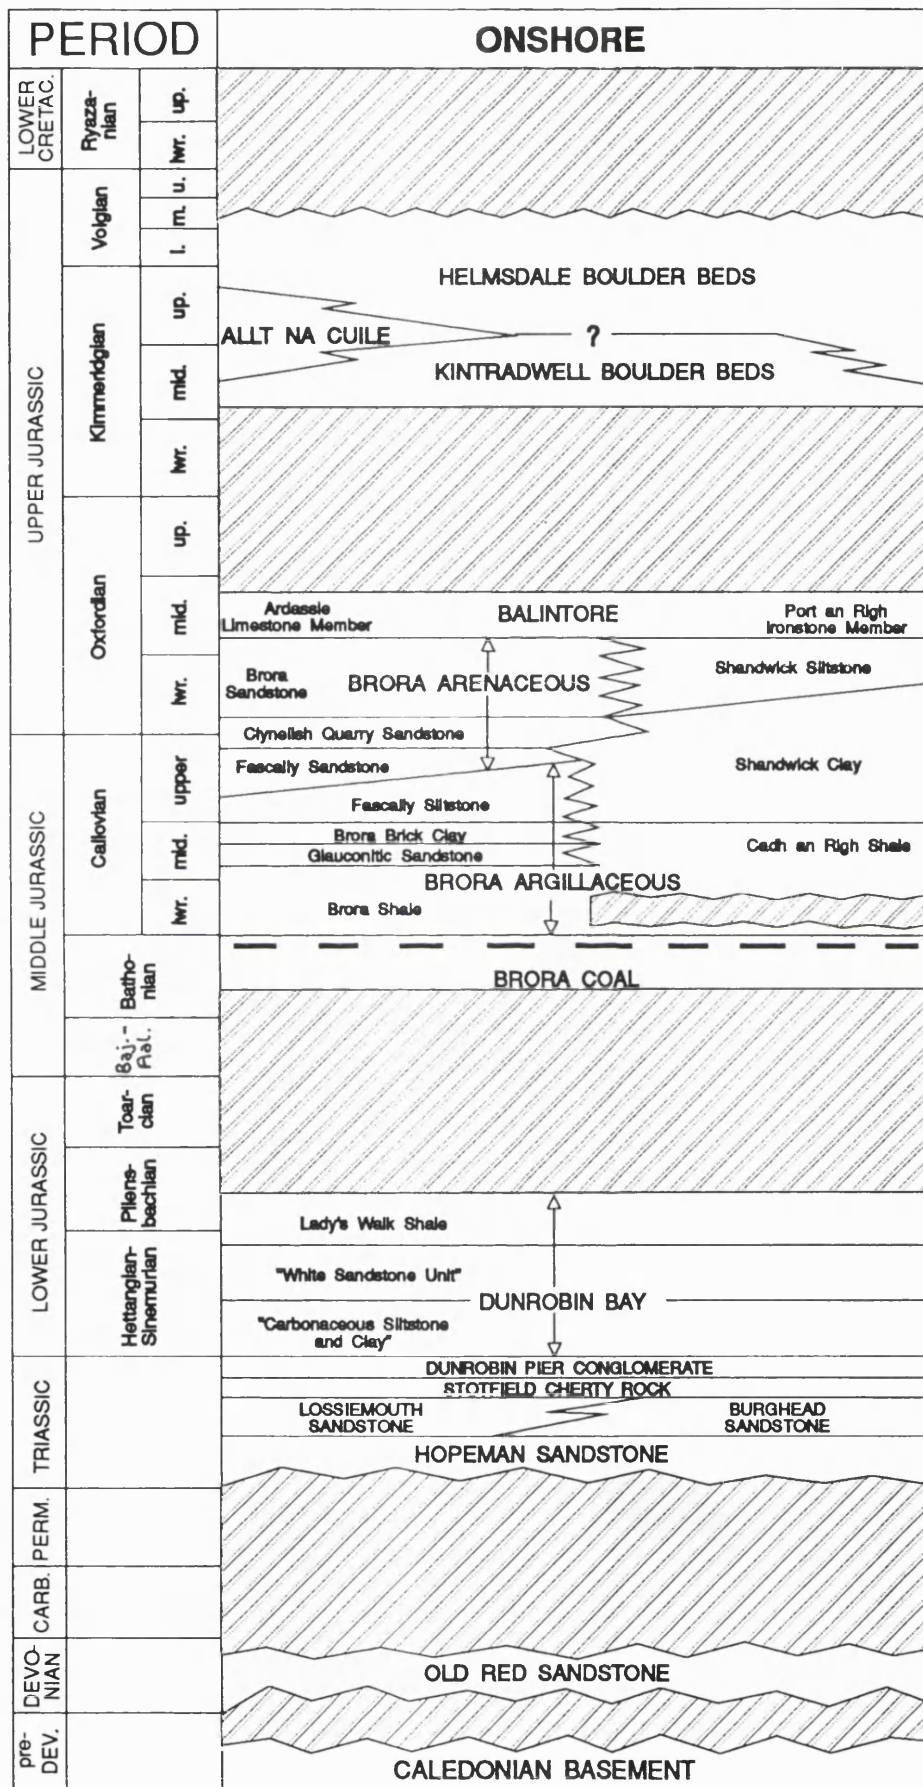 PERIOD
ONSHORE
LOWER
CRETAC.
Ryaza-
nian
up.
lwr.
UPPER JURASSIC
Volgian
u.
m.
l.
HELMSDALE BOULDER BEDS
Kimmeridgian
up.
mid.
lwr.
ALLT NA CUILE
?
KINTRADWELL BOULDER BEDS
Oxfordian
up.
mid.
lwr.
Ardassie
Limestone Member
BALINTORE
Port an Righ
Ironstone Member
Brora
Sandstone
BRORA ARENACEOUS
Shandwick Siltstone
Clynelish Quarry Sandstone
MIDDLE JURASSIC
Callovian
upper
mid.
lwr.
Fascally Sandstone
Shandwick Clay
Fascally Siltstone
Brora Brick Clay
Glauconitic Sandstone
Cadh an Righ Shale
BRORA ARGILLACEOUS
Brora Shale
Batho-
nian
BRORA COAL
Baj.-
Aal.
LOWER JURASSIC
Toar-
cian
Pliens-
bachian
Lady's Walk Shale
Hettangian-
Sinemurian
"White Sandstone Unit"
DUNROBIN BAY
"Carbonaceous Siltstone
and Clay"
TRIASSIC
DUNROBIN PIER CONGLOMERATE
STOTFIELD CHERTY ROCK
LOSSIEMOUTH
SANDSTONE
BURGHEAD
SANDSTONE
HOPEMAN SANDSTONE
PERM.
CARB.
DEVO-
NIAN
OLD RED SANDSTONE
pre-
DEV.
CALEDONIAN BASEMENT